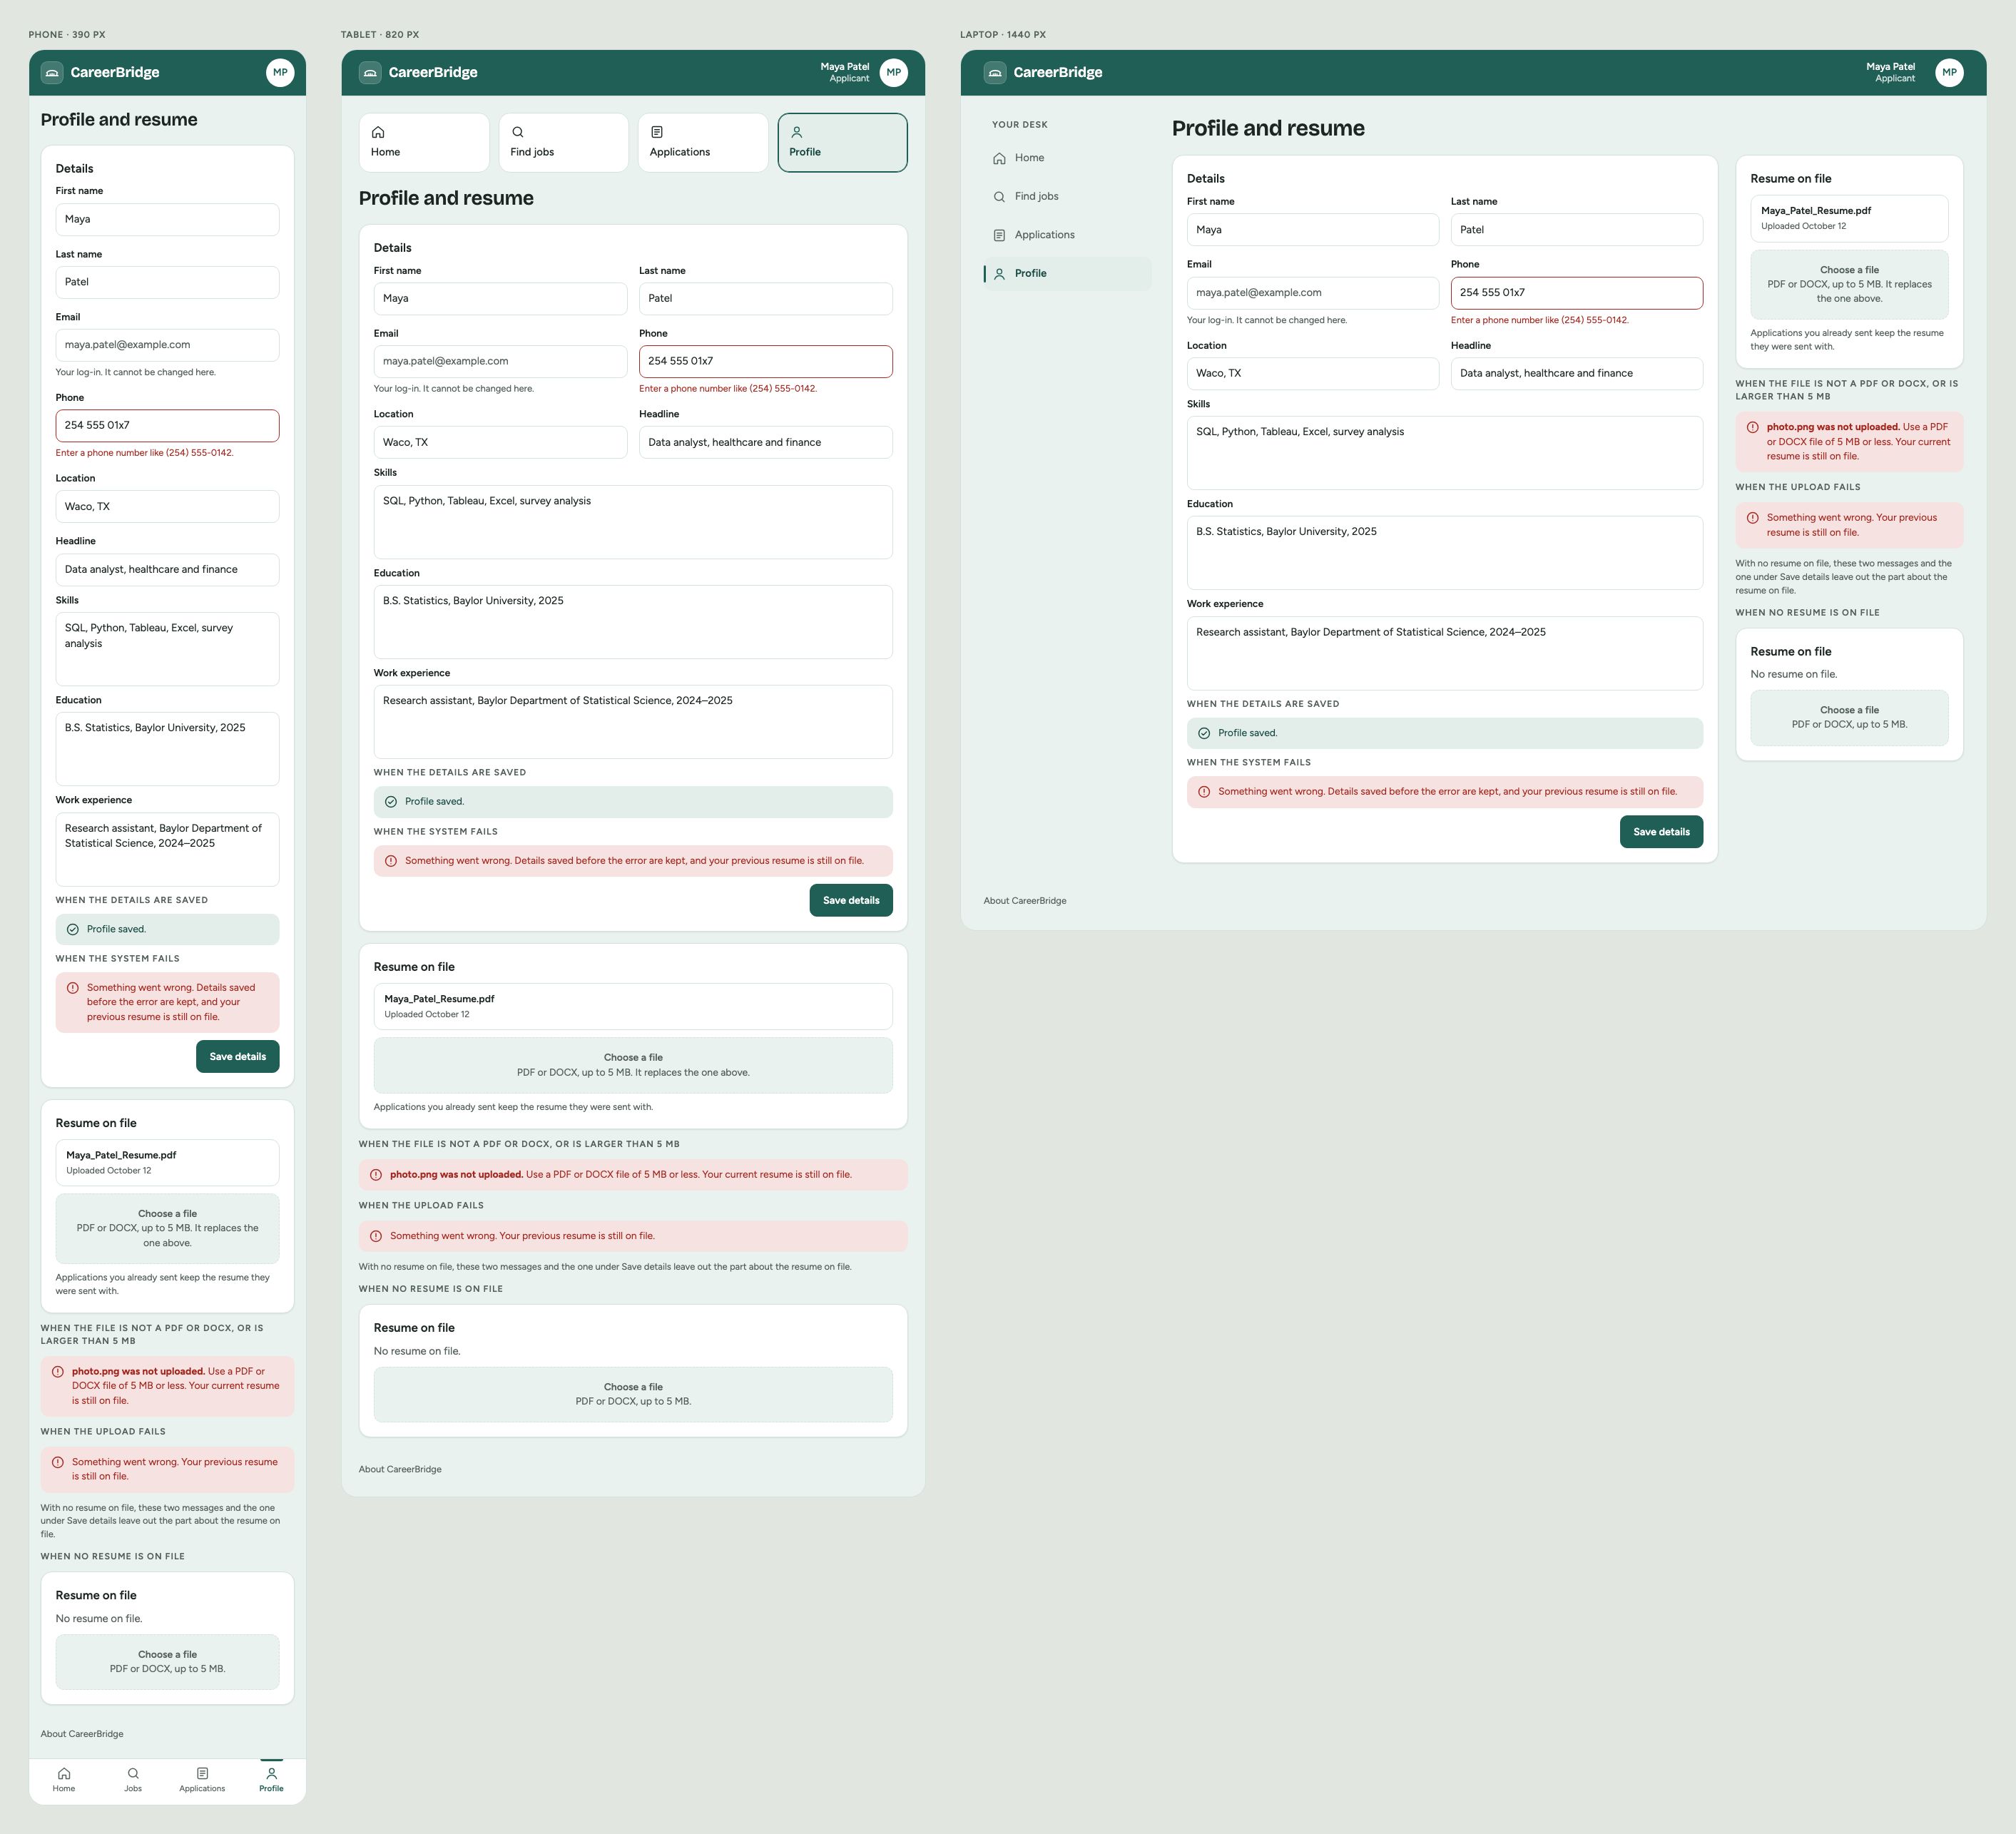 PHONE · 390 PX
CareerBridge
MP
Profile and resume
Details
First name
Maya
Last name
Patel
Email
maya.patel@example.com
Your log-in. It cannot be changed here.
Phone
254 555 01x7
Enter a phone number like (254) 555-0142.
Location
Waco, TX
Headline
Data analyst, healthcare and finance
Skills
SQL, Python, Tableau, Excel, survey
analysis
Education
B.S. Statistics, Baylor University, 2025
Work experience
Research assistant, Baylor Department of
Statistical Science, 2024–2025
WHEN THE DETAILS ARE SAVED
Profile saved.
WHEN THE SYSTEM FAILS
Something went wrong. Details saved
before the error are kept, and your
previous resume is still on file.
Save details
Resume on file
Maya_Patel_Resume.pdf
Uploaded October 12
Choose a file
PDF or DOCX, up to 5 MB. It replaces the
one above.
Applications you already sent keep the resume they
were sent with.
WHEN THE FILE IS NOT A PDF OR DOCX, OR IS
LARGER THAN 5 MB
photo.png was not uploaded. Use a PDF or
DOCX file of 5 MB or less. Your current resume
is still on file.
WHEN THE UPLOAD FAILS
Something went wrong. Your previous resume
is still on file.
With no resume on file, these two messages and the one
under Save details leave out the part about the resume on
file.
WHEN NO RESUME IS ON FILE
Resume on file
No resume on file.
Choose a file
PDF or DOCX, up to 5 MB.
About CareerBridge
Home
Jobs
Applications
Profile
TABLET · 820 PX
CareerBridge
Maya Patel
Applicant
MP
Home
Find jobs
Applications
Profile
Profile and resume
Details
First name
Last name
Maya
Patel
Email
Phone
maya.patel@example.com
254 555 01x7
Your log-in. It cannot be changed here.
Enter a phone number like (254) 555-0142.
Location
Headline
Waco, TX
Data analyst, healthcare and finance
Skills
SQL, Python, Tableau, Excel, survey analysis
Education
B.S. Statistics, Baylor University, 2025
Work experience
Research assistant, Baylor Department of Statistical Science, 2024–2025
WHEN THE DETAILS ARE SAVED
Profile saved.
WHEN THE SYSTEM FAILS
Something went wrong. Details saved before the error are kept, and your previous resume is still on file.
Save details
Resume on file
Maya_Patel_Resume.pdf
Uploaded October 12
Choose a file
PDF or DOCX, up to 5 MB. It replaces the one above.
Applications you already sent keep the resume they were sent with.
WHEN THE FILE IS NOT A PDF OR DOCX, OR IS LARGER THAN 5 MB
photo.png was not uploaded. Use a PDF or DOCX file of 5 MB or less. Your current resume is still on file.
WHEN THE UPLOAD FAILS
Something went wrong. Your previous resume is still on file.
With no resume on file, these two messages and the one under Save details leave out the part about the resume on file.
WHEN NO RESUME IS ON FILE
Resume on file
No resume on file.
Choose a file
PDF or DOCX, up to 5 MB.
About CareerBridge
LAPTOP · 1440 PX
CareerBridge
Maya Patel
Applicant
MP
YOUR DESK
Home
Find jobs
Applications
Profile
Profile and resume
Details
First name
Last name
Maya
Patel
Email
Phone
maya.patel@example.com
254 555 01x7
Your log-in. It cannot be changed here.
Enter a phone number like (254) 555-0142.
Location
Headline
Waco, TX
Data analyst, healthcare and finance
Skills
SQL, Python, Tableau, Excel, survey analysis
Education
B.S. Statistics, Baylor University, 2025
Work experience
Research assistant, Baylor Department of Statistical Science, 2024–2025
WHEN THE DETAILS ARE SAVED
Profile saved.
WHEN THE SYSTEM FAILS
Something went wrong. Details saved before the error are kept, and your previous resume is still on file.
Save details
Resume on file
Maya_Patel_Resume.pdf
Uploaded October 12
Choose a file
PDF or DOCX, up to 5 MB. It replaces
the one above.
Applications you already sent keep the resume
they were sent with.
WHEN THE FILE IS NOT A PDF OR DOCX, OR IS
LARGER THAN 5 MB
photo.png was not uploaded. Use a PDF
or DOCX file of 5 MB or less. Your current
resume is still on file.
WHEN THE UPLOAD FAILS
Something went wrong. Your previous
resume is still on file.
With no resume on file, these two messages and the
one under Save details leave out the part about the
resume on file.
WHEN NO RESUME IS ON FILE
Resume on file
No resume on file.
Choose a file
PDF or DOCX, up to 5 MB.
About CareerBridge